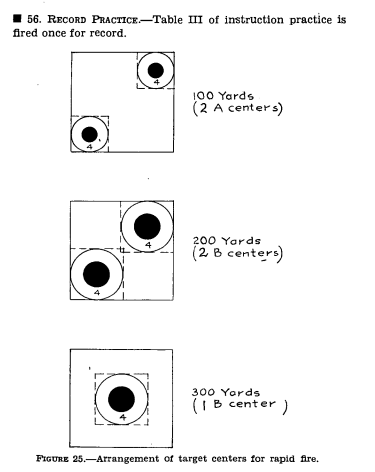 ■ 56. RECORD PRACTICE.—Table III of instruction practice is
fired once for record.
4
4
100 Yards
(2 A centers)
4
4
200 Yards
(2 B centers)
4
300 Yards
(1 B center )
FIGURE 25.—Arrangement of target centers for rapid fire.